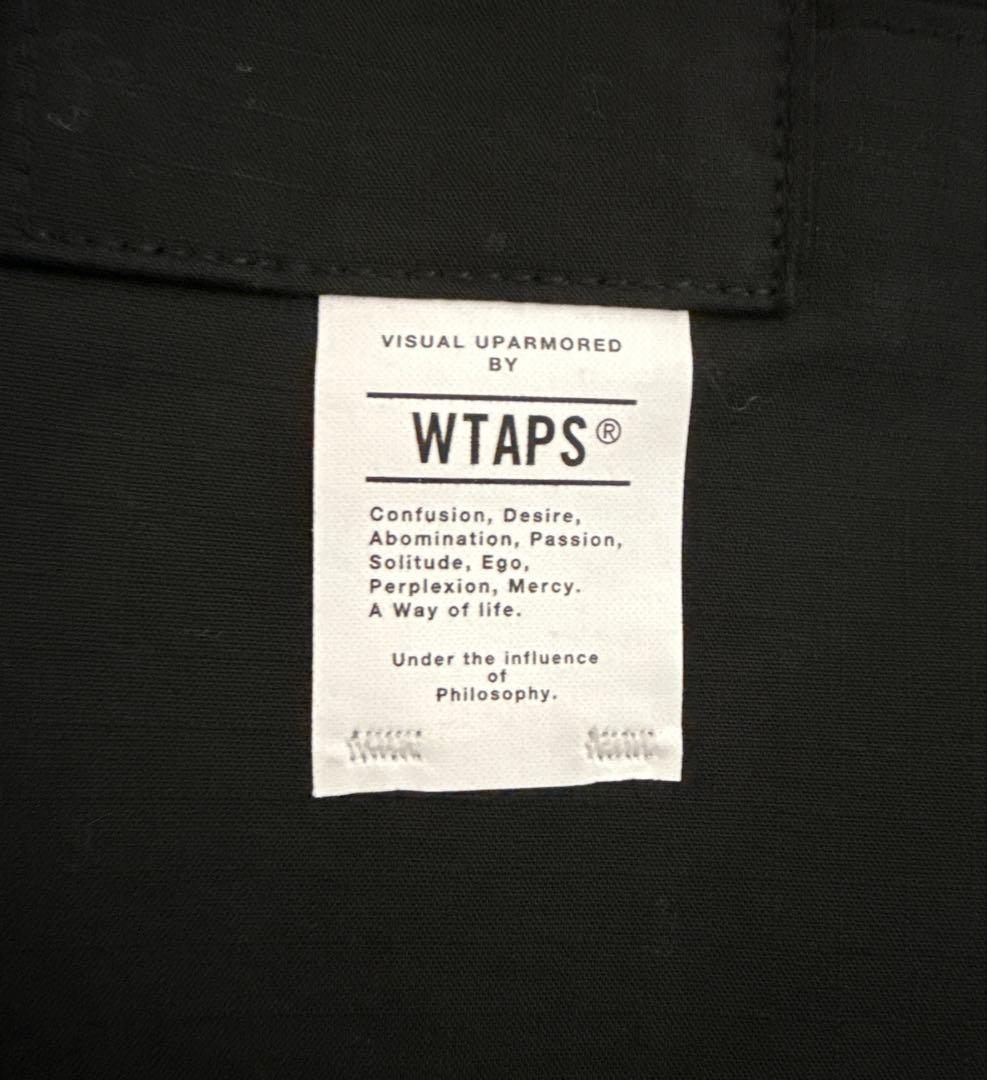 VISUAL UPARMORED
BY
WTAPS®
Confusion, Desire,
Abomination, Passion,
Solitude, Ego,
Perplexion, Mercy.
A Way of life.
Under the influence
of
Philosophy.